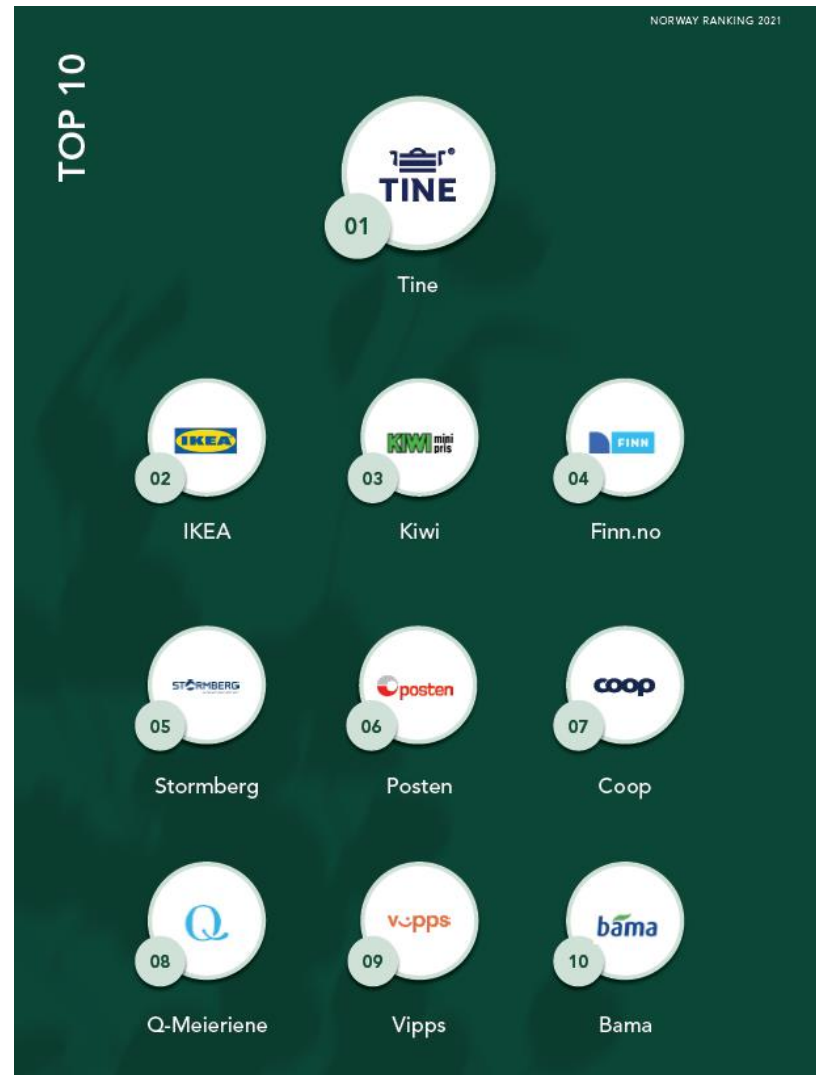 NORWAY RANKING 2021
TOP 10
TINE
01
Tine
IKEA
02
IKEA
KIWI mini pris
03
Kiwi
FINN
04
Finn.no
STORMBERG
05
Stormberg
posten
06
Posten
coop
07
Coop
Q
08
Q-Meieriene
vipps
09
Vipps
bama
10
Bama